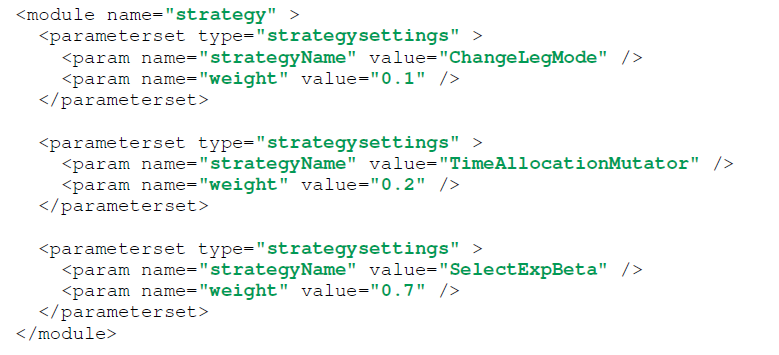 <module name="strategy" >
<parameterset type="strategysettings" >
<param name="strategyName" value="ChangeLegMode" />
<param name="weight" value="0.1" />
</parameterset>
<parameterset type="strategysettings" >
<param name="strategyName" value="TimeAllocationMutator" />
<param name="weight" value="0.2" />
</parameterset>
<parameterset type="strategysettings" >
<param name="strategyName" value="SelectExpBeta" />
<param name="weight" value="0.7" />
</parameterset>
</module>